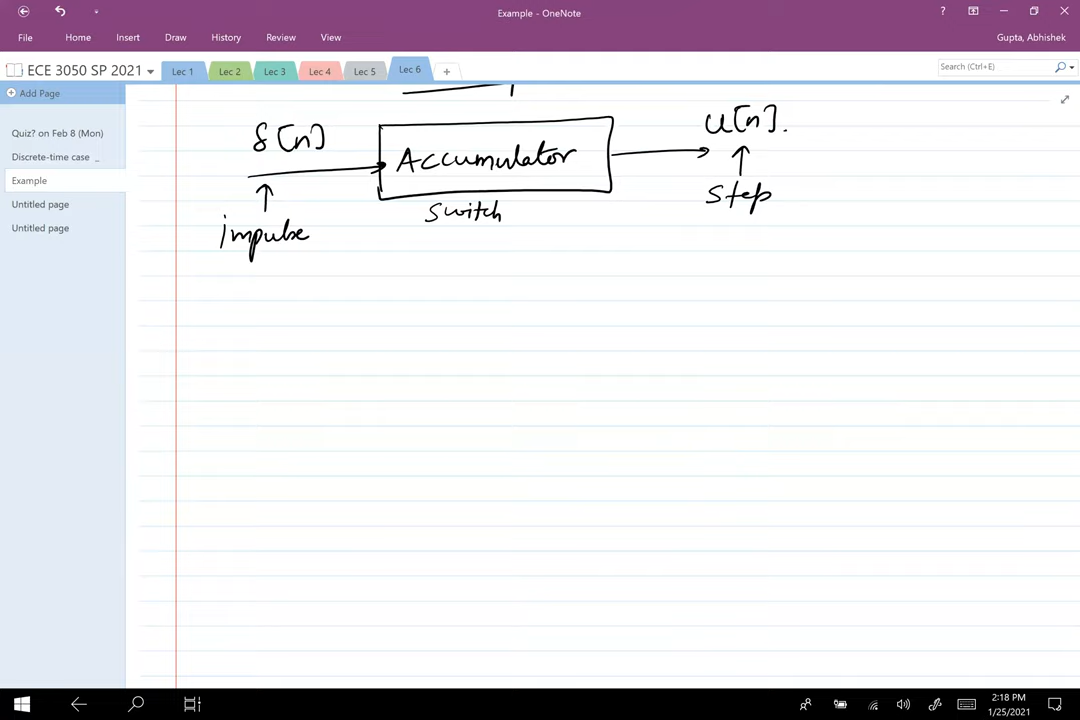 Example - OneNote
?
File Home Insert Draw History Review View
Gupta, Abhishek
ECE 3050 SP 2021
Lec 1 Lec 2 Lec 3 Lec 4 Lec 5 Lec 6 +
Search (Ctrl+E)
Add Page
Quiz? on Feb 8 (Mon)
Discrete-time case _
Example
Untitled page
Untitled page
δ[n] Accumulator u[n].
impulse switch step
2:18 PM
1/25/2021